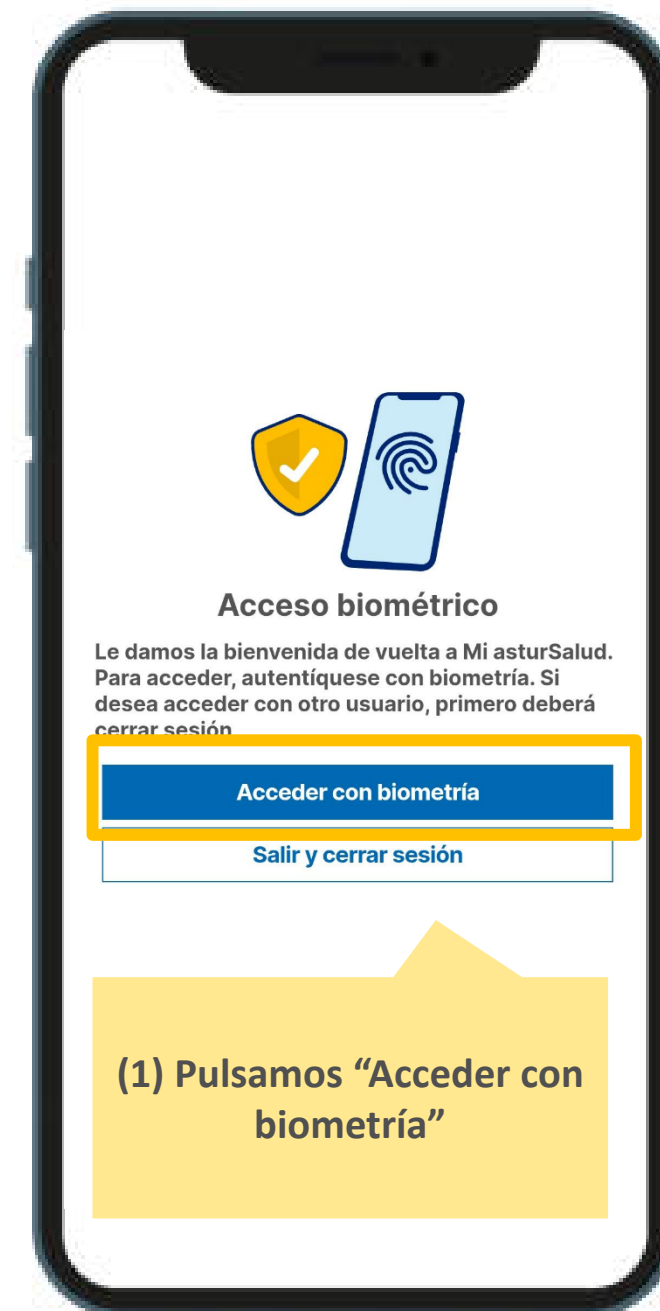 Acceso biométrico
Le damos la bienvenida de vuelta a Mi asturSalud.
Para acceder, autentíquese con biometría. Si
desea acceder con otro usuario, primero deberá
cerrar sesión
Acceder con biometría
Salir y cerrar sesión
(1) Pulsamos “Acceder con
biometría”